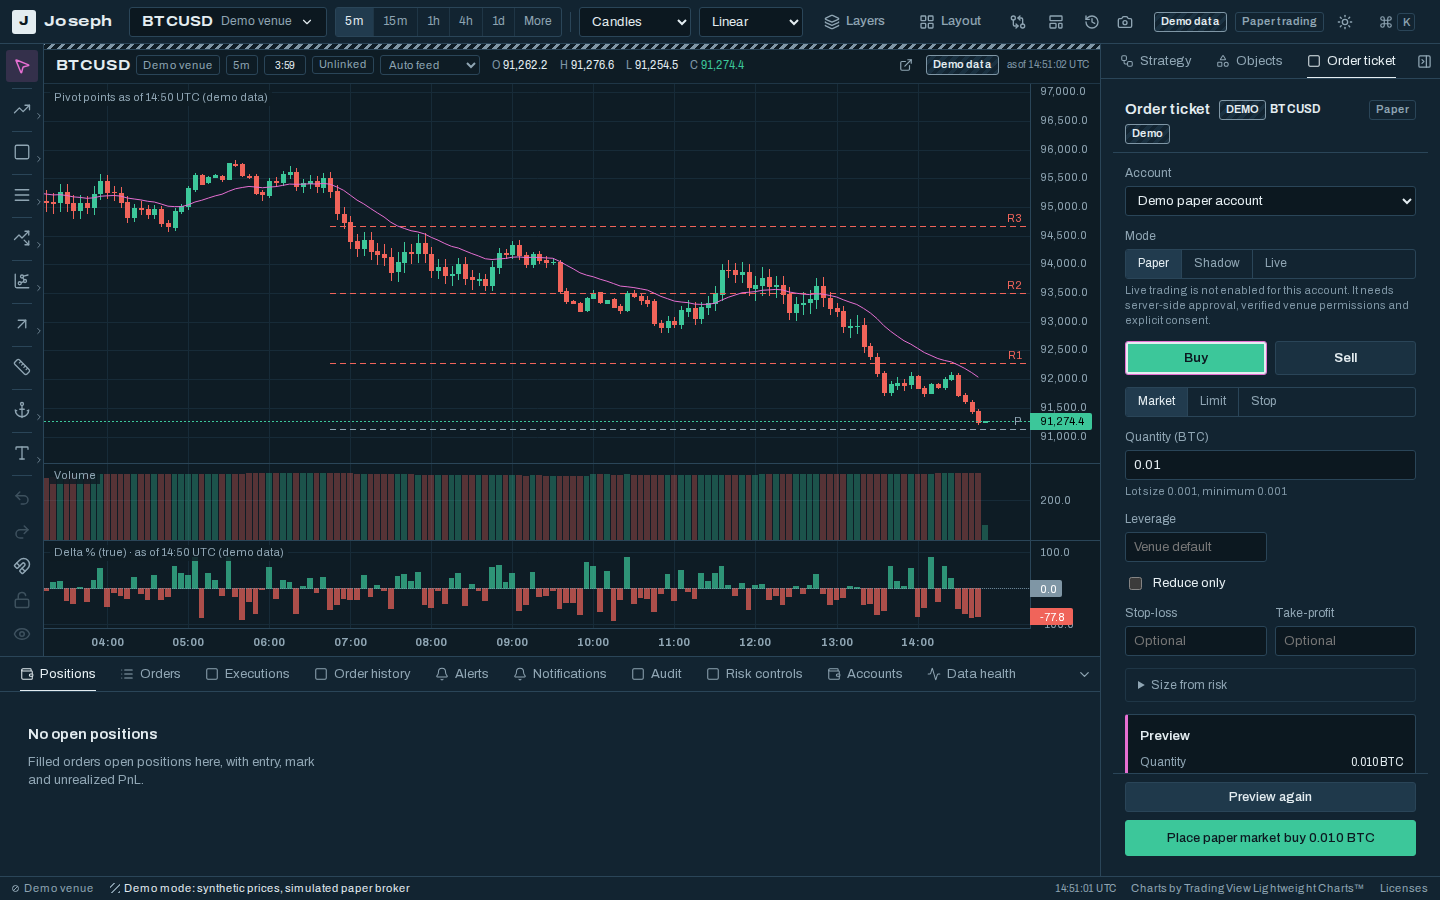 J Joseph BTCUSD Demo venue 5m 15m 1h 4h 1d More Candles Linear Layers Layout Demo data Paper trading ⌘ K
BTCUSD Demo venue 5m 3:59 Unlinked Auto feed O 91,262.2 H 91,276.6 L 91,254.5 C 91,274.4 Demo data as of 14:51:02 UTC
Strategy Objects Order ticket
Pivot points as of 14:50 UTC (demo data)
97,000.0
96,500.0
96,000.0
95,500.0
95,000.0
94,500.0
94,000.0
93,500.0
93,000.0
92,500.0
92,000.0
91,500.0
91,274.4
91,000.0
R3
R2
R1
P
Volume
200.0
Delta % (true) · as of 14:50 UTC (demo data)
100.0
0.0
-77.8
04:00 05:00 06:00 07:00 08:00 09:00 10:00 11:00 12:00 13:00 14:00
Order ticket DEMO BTCUSD Paper
Demo
Account
Demo paper account
Mode
Paper Shadow Live
Live trading is not enabled for this account. It needs
server-side approval, verified venue permissions and
explicit consent.
Buy Sell
Market Limit Stop
Quantity (BTC)
0.01
Lot size 0.001, minimum 0.001
Leverage
Venue default
Reduce only
Stop-loss Take-profit
Optional Optional
Size from risk
Preview
Quantity 0.010 BTC
Preview again
Place paper market buy 0.010 BTC
Positions Orders Executions Order history Alerts Notifications Audit Risk controls Accounts Data health
No open positions
Filled orders open positions here, with entry, mark
and unrealized PnL.
Demo venue Demo mode: synthetic prices, simulated paper broker 14:51:01 UTC Charts by TradingView Lightweight Charts™ Licenses